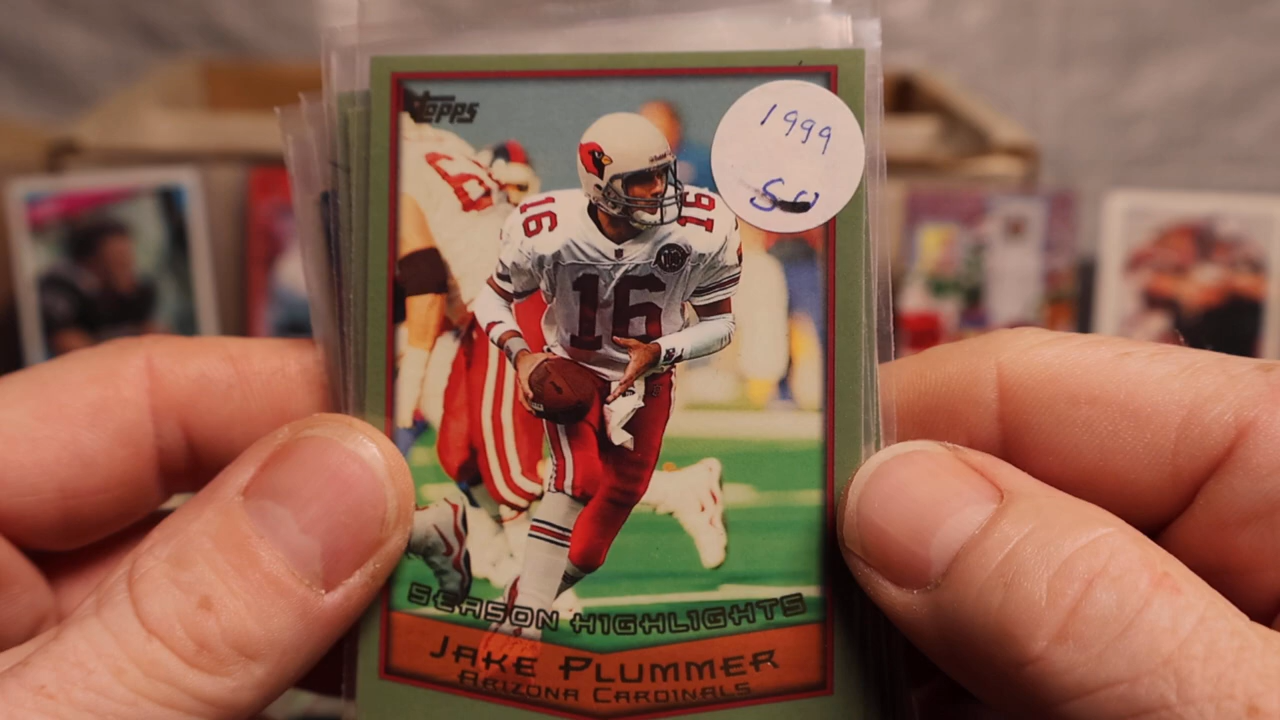 Topps
1999
16
16
16
SEASON HIGHLIGHTS
JAKE PLUMMER
ARIZONA CARDINALS